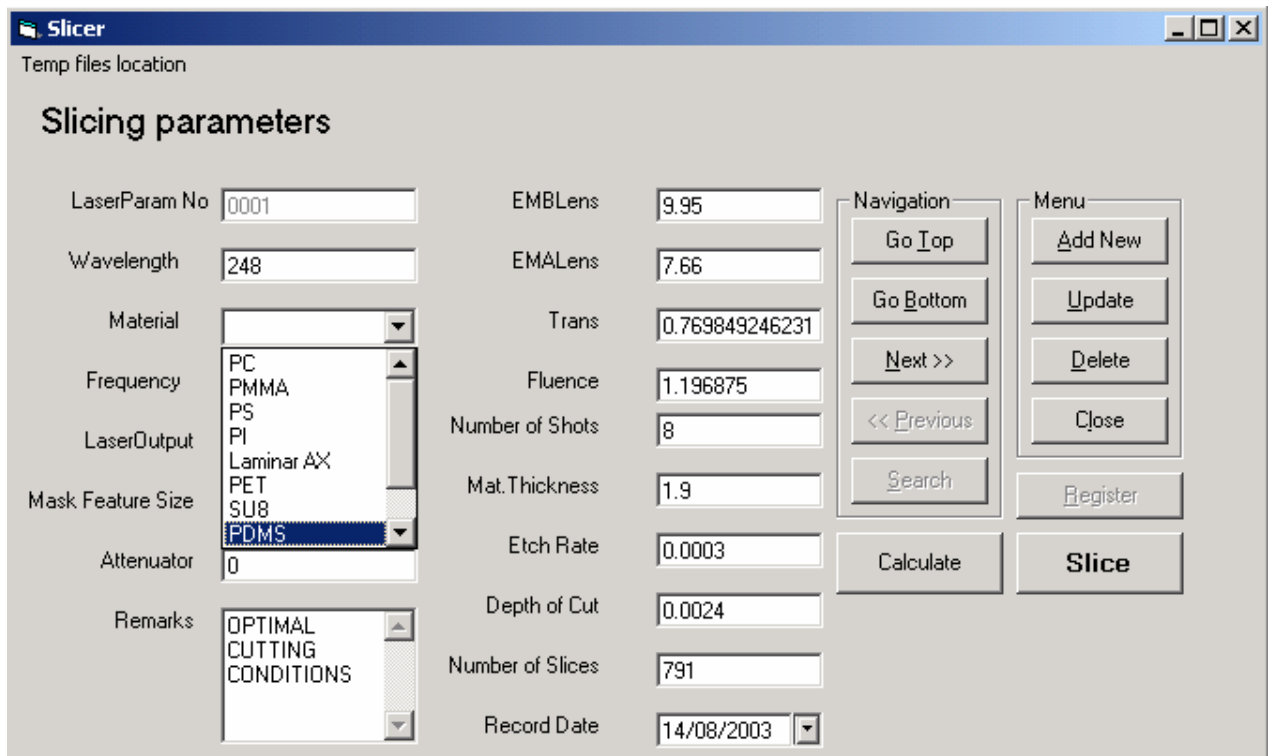 Slicer
Temp files location
Slicing parameters
LaserParam No 0001
Wavelength 248
Material
PC
PMMA
PS
PI
Laminar AX
PET
SU8
PDMS
Frequency
LaserOutput
Mask Feature Size
Attenuator 0
Remarks
OPTIMAL
CUTTING
CONDITIONS
EMBLens 9.95
EMALens 7.66
Trans 0.769849246231
Fluence 1.196875
Number of Shots 8
Mat.Thickness 1.9
Etch Rate 0.0003
Depth of Cut 0.0024
Number of Slices 791
Record Date 14/08/2003
Navigation
Go Top
Go Bottom
Next >>
<< Previous
Search
Calculate
Menu
Add New
Update
Delete
Close
Register
Slice